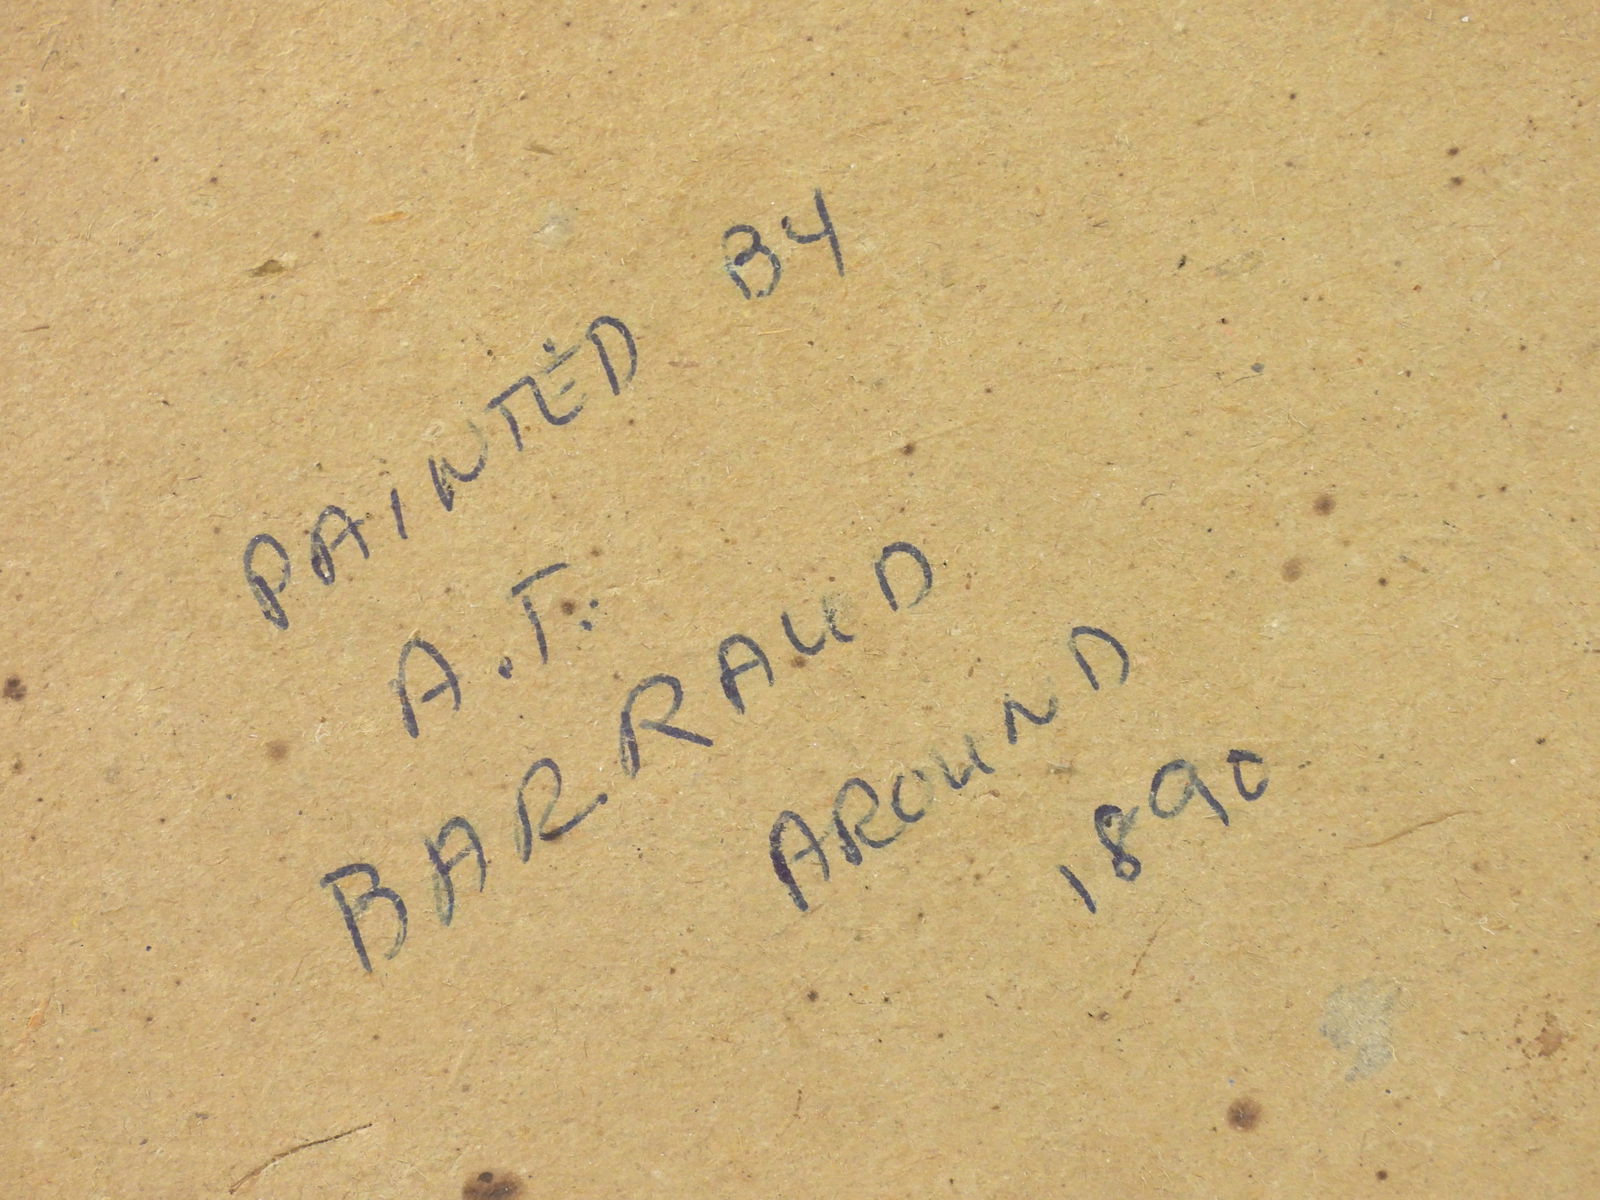 PAINTED BY
A.T.
BARRAUD
AROUND
1890